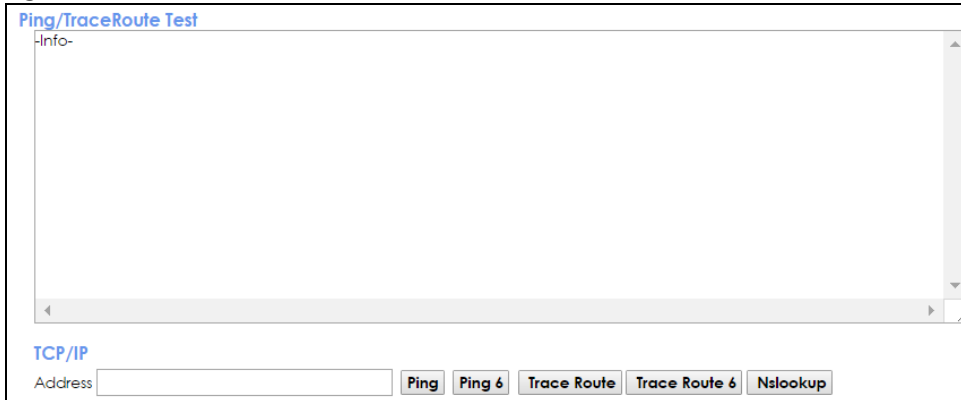 Ping/TraceRoute Test
-Info-
TCP/IP
Address Ping Ping 6 Trace Route Trace Route 6 Nslookup